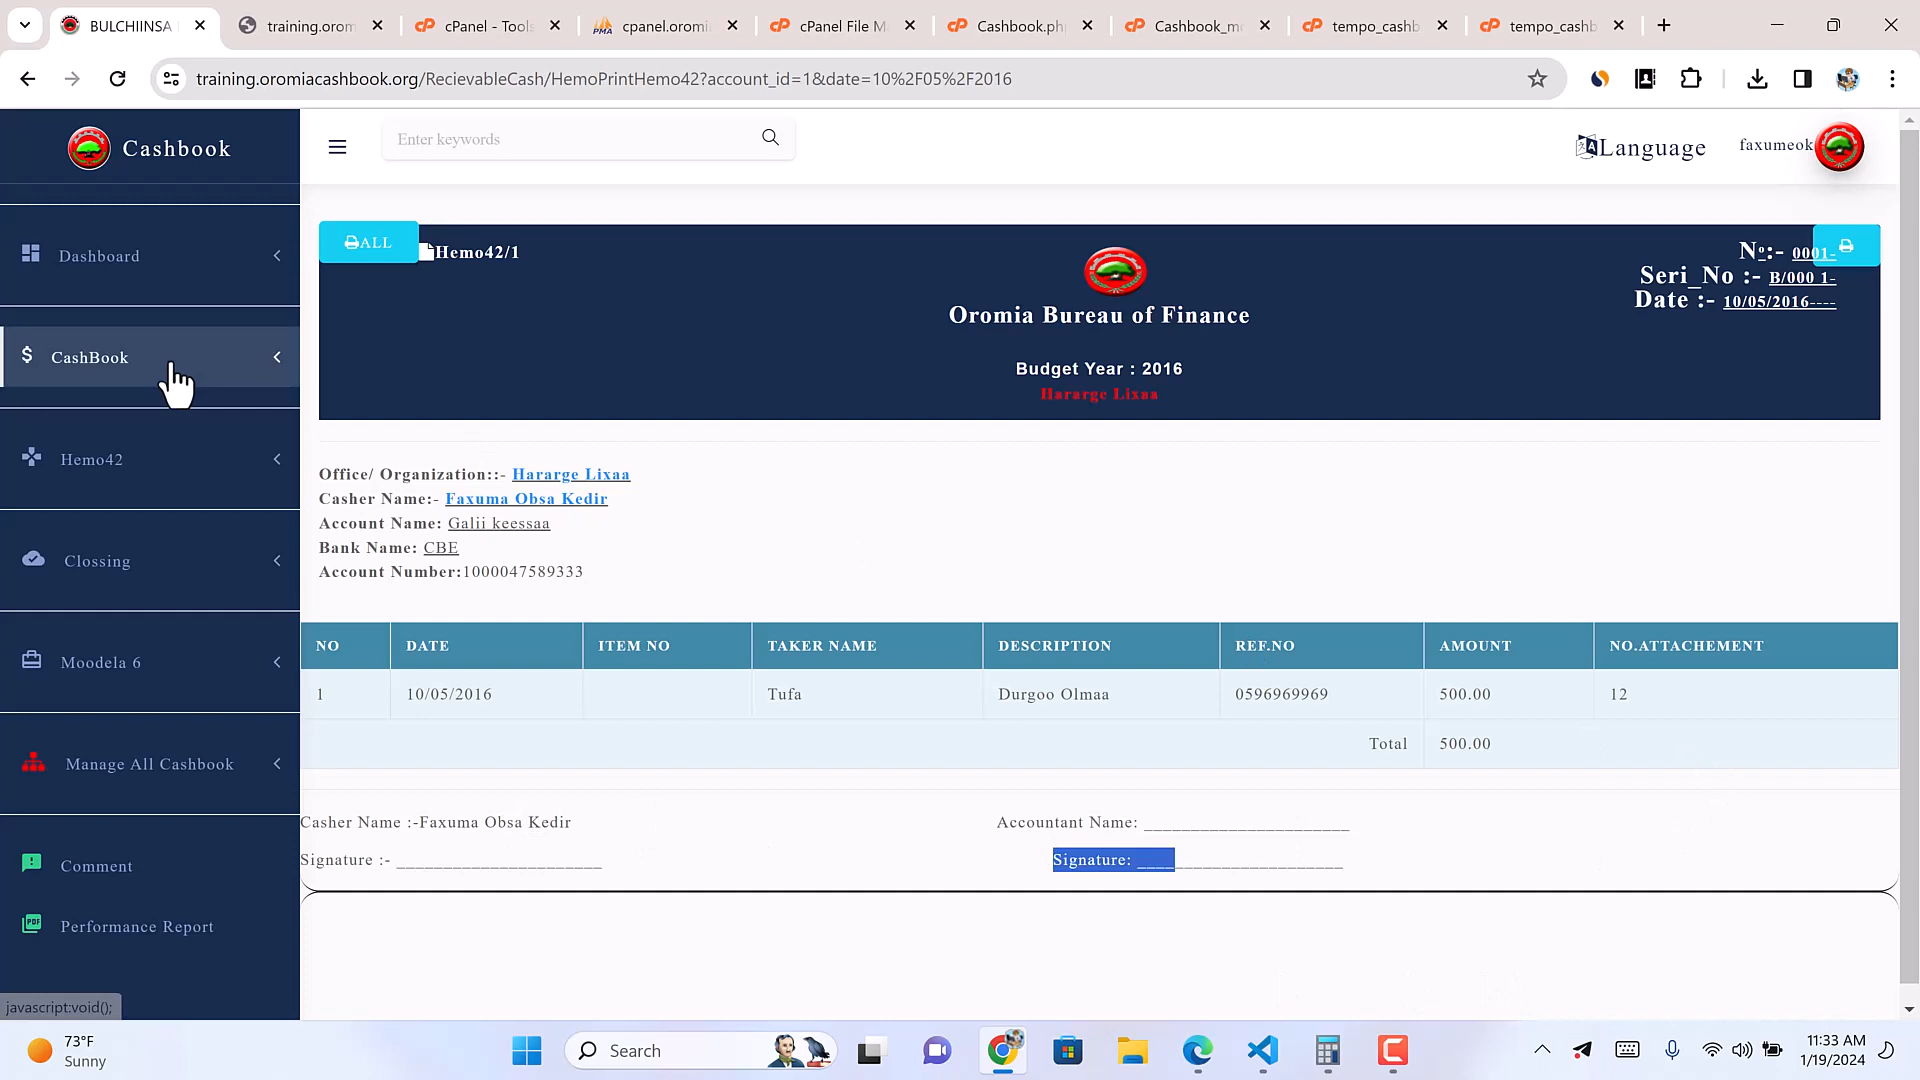 BULCHIINSA
training.orom
cPanel - Tools
cpanel.oromi
cPanel File M
Cashbook.ph
Cashbook_m
tempo_cashb
tempo_cashb
training.oromiacashbook.org/RecievableCash/HemoPrintHemo42?account_id=1&date=10%2F05%2F2016
Cashbook
Enter keywords
Language
faxumeok
Dashboard
CashBook
Hemo42
Clossing
Moodela 6
Manage All Cashbook
Comment
Performance Report
javascript:void();
ALL
Hemo42/1
Nº:- 0001-
Seri_No :- B/000 1-
Date :- 10/05/2016----
Oromia Bureau of Finance
Budget Year : 2016
Hararge Lixaa
Office/ Organization::- Hararge Lixaa
Casher Name:- Faxuma Obsa Kedir
Account Name: Galii keessaa
Bank Name: CBE
Account Number:1000047589333
NO DATE ITEM NO TAKER NAME DESCRIPTION REF.NO AMOUNT NO.ATTACHEMENT
1 10/05/2016 Tufa Durgoo Olmaa 0596969969 500.00 12
Total 500.00
Casher Name :-Faxuma Obsa Kedir Accountant Name: ______________________
Signature :- ______________________ Signature: ______________________
73°F
Sunny
Search
11:33 AM
1/19/2024